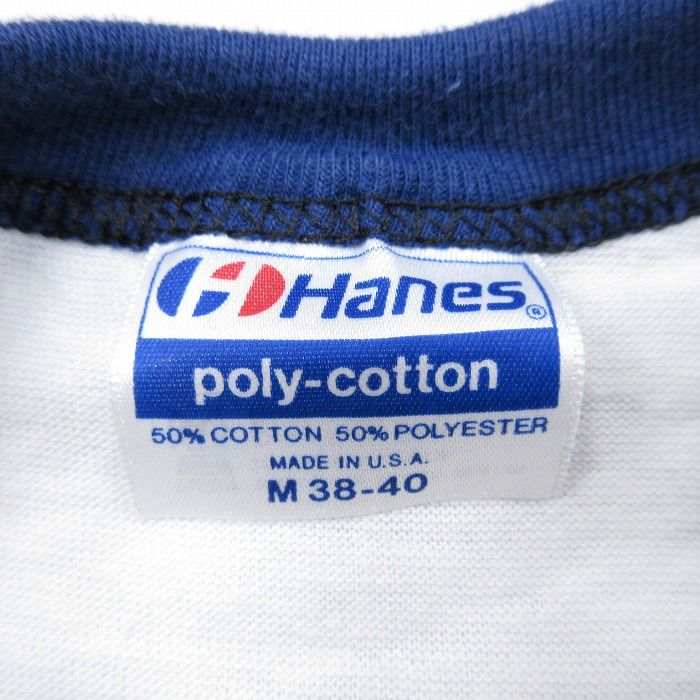 Hanes®
poly-cotton
50% COTTON 50% POLYESTER
MADE IN U.S.A.
M 38-40